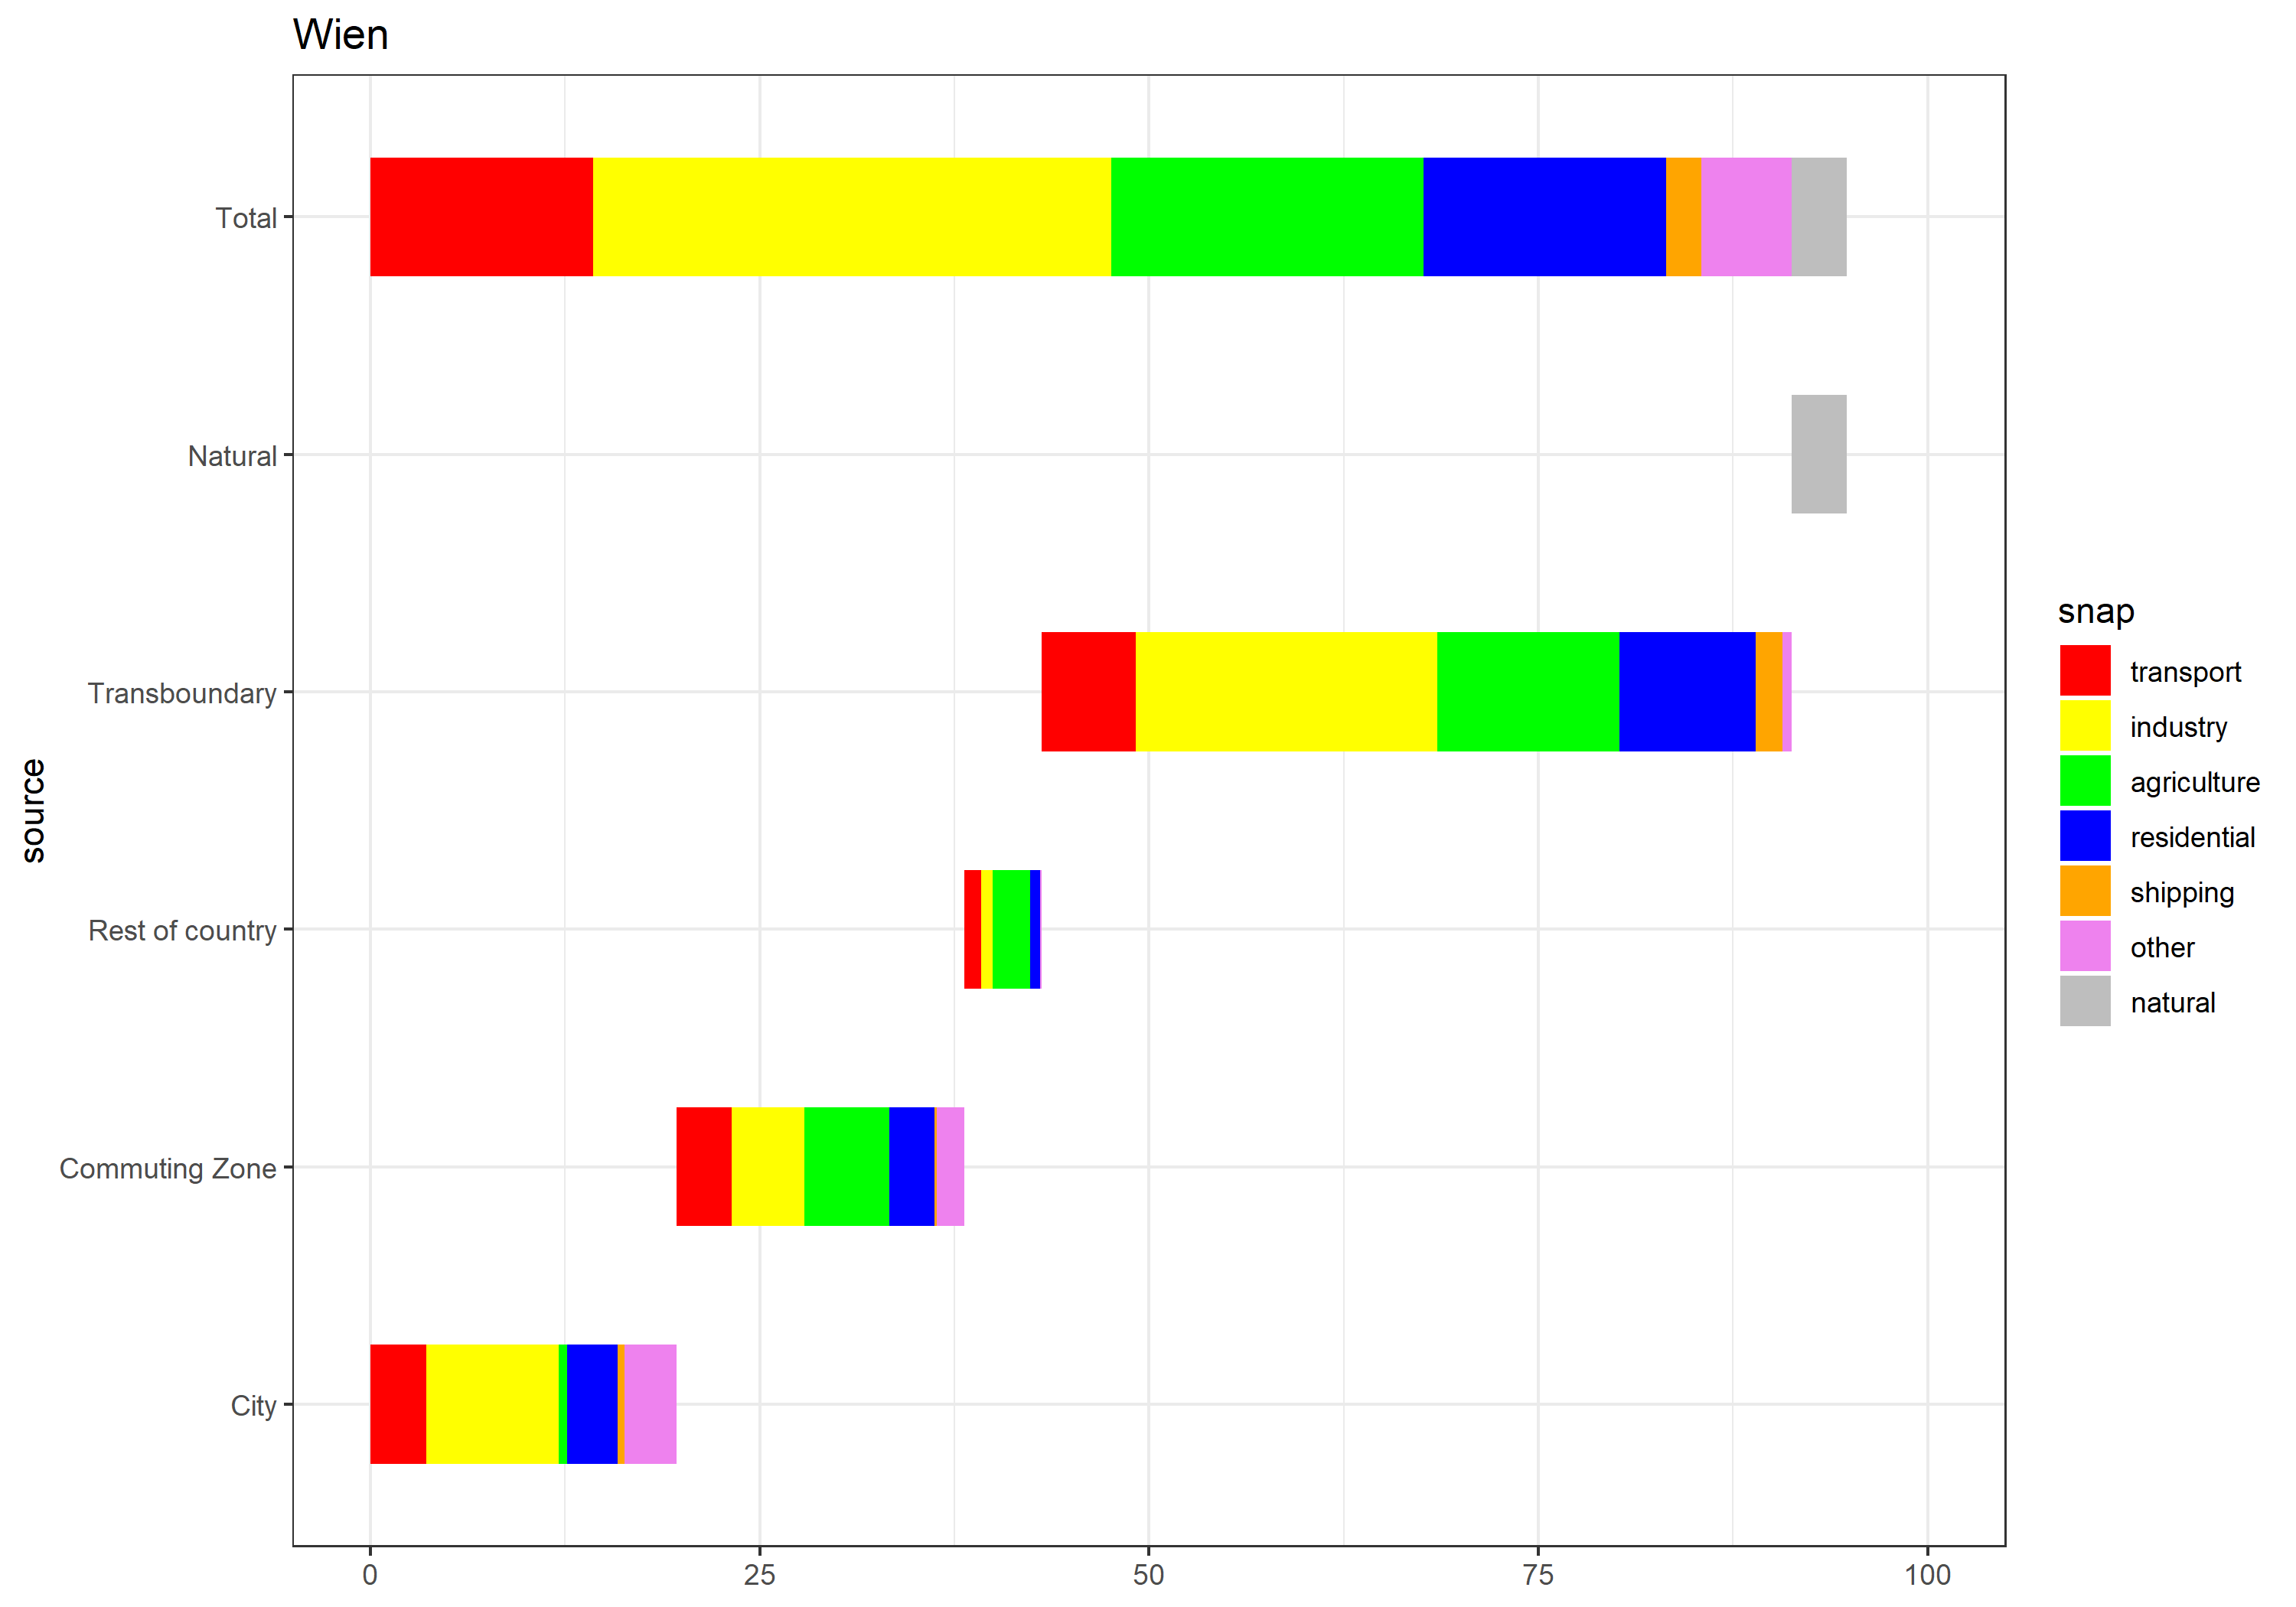 Wien
Total
Natural
Transboundary
Rest of country
Commuting Zone
City
source
0 25 50 75 100
snap
transport
industry
agriculture
residential
shipping
other
natural